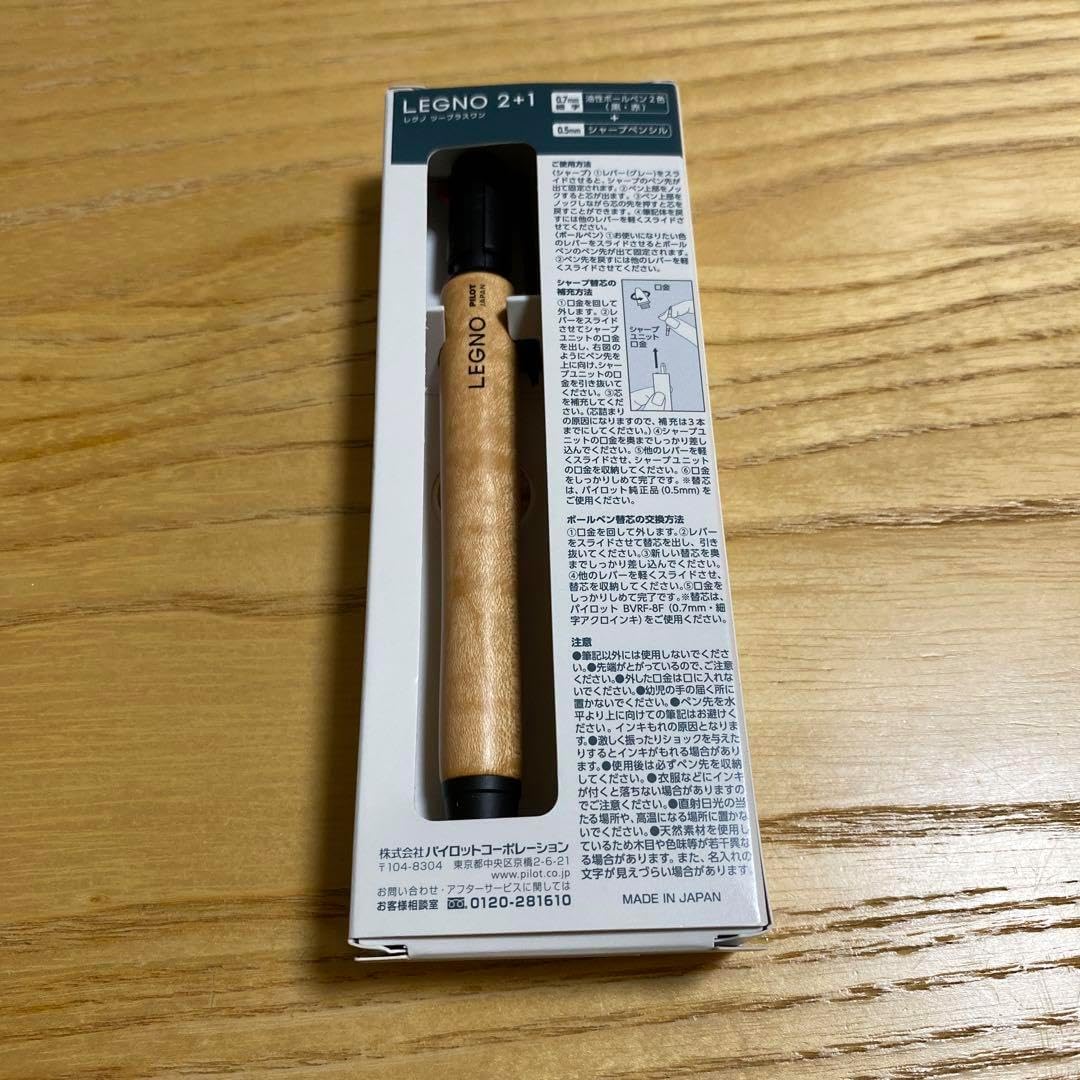 LEGNO 2+1
レグノ ツープラスワン
0.7mm 細字 油性ボールペン2色
(黒・赤)
+
0.5mm シャープペンシル
LEGNO
PILOT
JAPAN
ご使用方法
〈シャープ〉①レバー(グレー)をスラ
イドさせると、シャープのペン先が
出て固定されます。②ペン上部をノッ
クすると芯が出ます。③ペン上部を
ノックしながら芯の先を押すと芯を
戻すことができます。④筆記体を戻
すには他のレバーを軽くスライドさ
せてください。
〈ボールペン〉①お使いになりたい色
のレバーをスライドさせるとボール
ペンのペン先が出て固定されます。
②ペン先を戻すには他のレバーを軽
くスライドさせてください。
シャープ替芯の
補充方法
①口金を回して
外します。②レ
バーをスライド
させてシャープ
ユニットの口金
を出し、右図の
ようにペン先を
上に向け、シャー
プユニットの口
金を引き抜いて
ください。③芯
を補充してくだ
さい。(芯詰まり
の原因になりますので、補充は3本
までにしてください。)④シャープユ
ニットの口金を奥までしっかり差し
込んでください。⑤他のレバーを軽
くスライドさせ、シャープユニット
の口金を収納してください。⑥口金
をしっかりしめて完了です。※替芯
は、パイロット純正品(0.5mm)を
ご使用ください。
口金
シャープ
ユニット
口金
ボールペン替芯の交換方法
①口金を回して外します。②レバー
をスライドさせて替芯を出し、引き
抜いてください。③新しい替芯を奥
までしっかり差し込んでください。
④他のレバーを軽くスライドさせ、
替芯を収納してください。⑤口金を
しっかりしめて完了です。※替芯は、
パイロット BVRF-8F (0.7mm・細
字アクロインキ)をご使用ください。
注意
●筆記以外には使用しないでくださ
い。●先端がとがっているので、ご注意
ください。●外した口金は口に入れな
いでください。●幼児の手の届く所に
置かないでください。●ペン先を水
平より上に向けての筆記はお避けく
ださい。インキもれの原因となりま
す。●激しく振ったりショックを与えた
りするとインキがもれる場合があり
ます。●使用後は必ずペン先を収納
してください。●衣服などにインキ
が付くと落ちない場合がありますの
でご注意ください。●直射日光の当
たる場所や、高温になる場所に置かな
いでください。●天然素材を使用し
ているため木目や色味等が若干異な
る場合があります。また、名入れの
文字が見えづらい場合があります。
株式会社パイロットコーポレーション
〒104-8304 東京都中央区京橋2-6-21
www.pilot.co.jp
お問い合わせ・アフターサービスに関しては
お客様相談室 0120-281610
MADE IN JAPAN